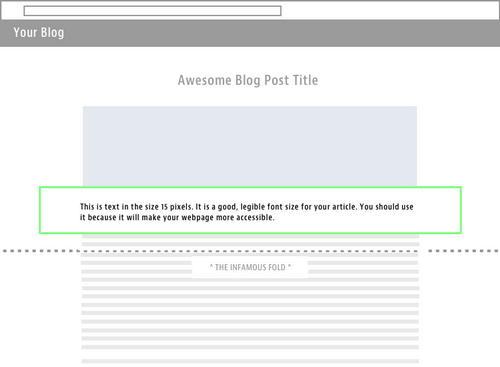 Your Blog
Awesome Blog Post Title
This is text in the size 15 pixels. It is a good, legible font size for your article. You should use
it because it will make your webpage more accessible.
* THE INFAMOUS FOLD *